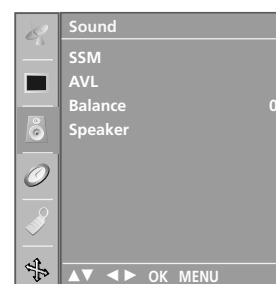 Sound
SSM
AVL
Balance 0
Speaker
▲▼ ◄► OK MENU